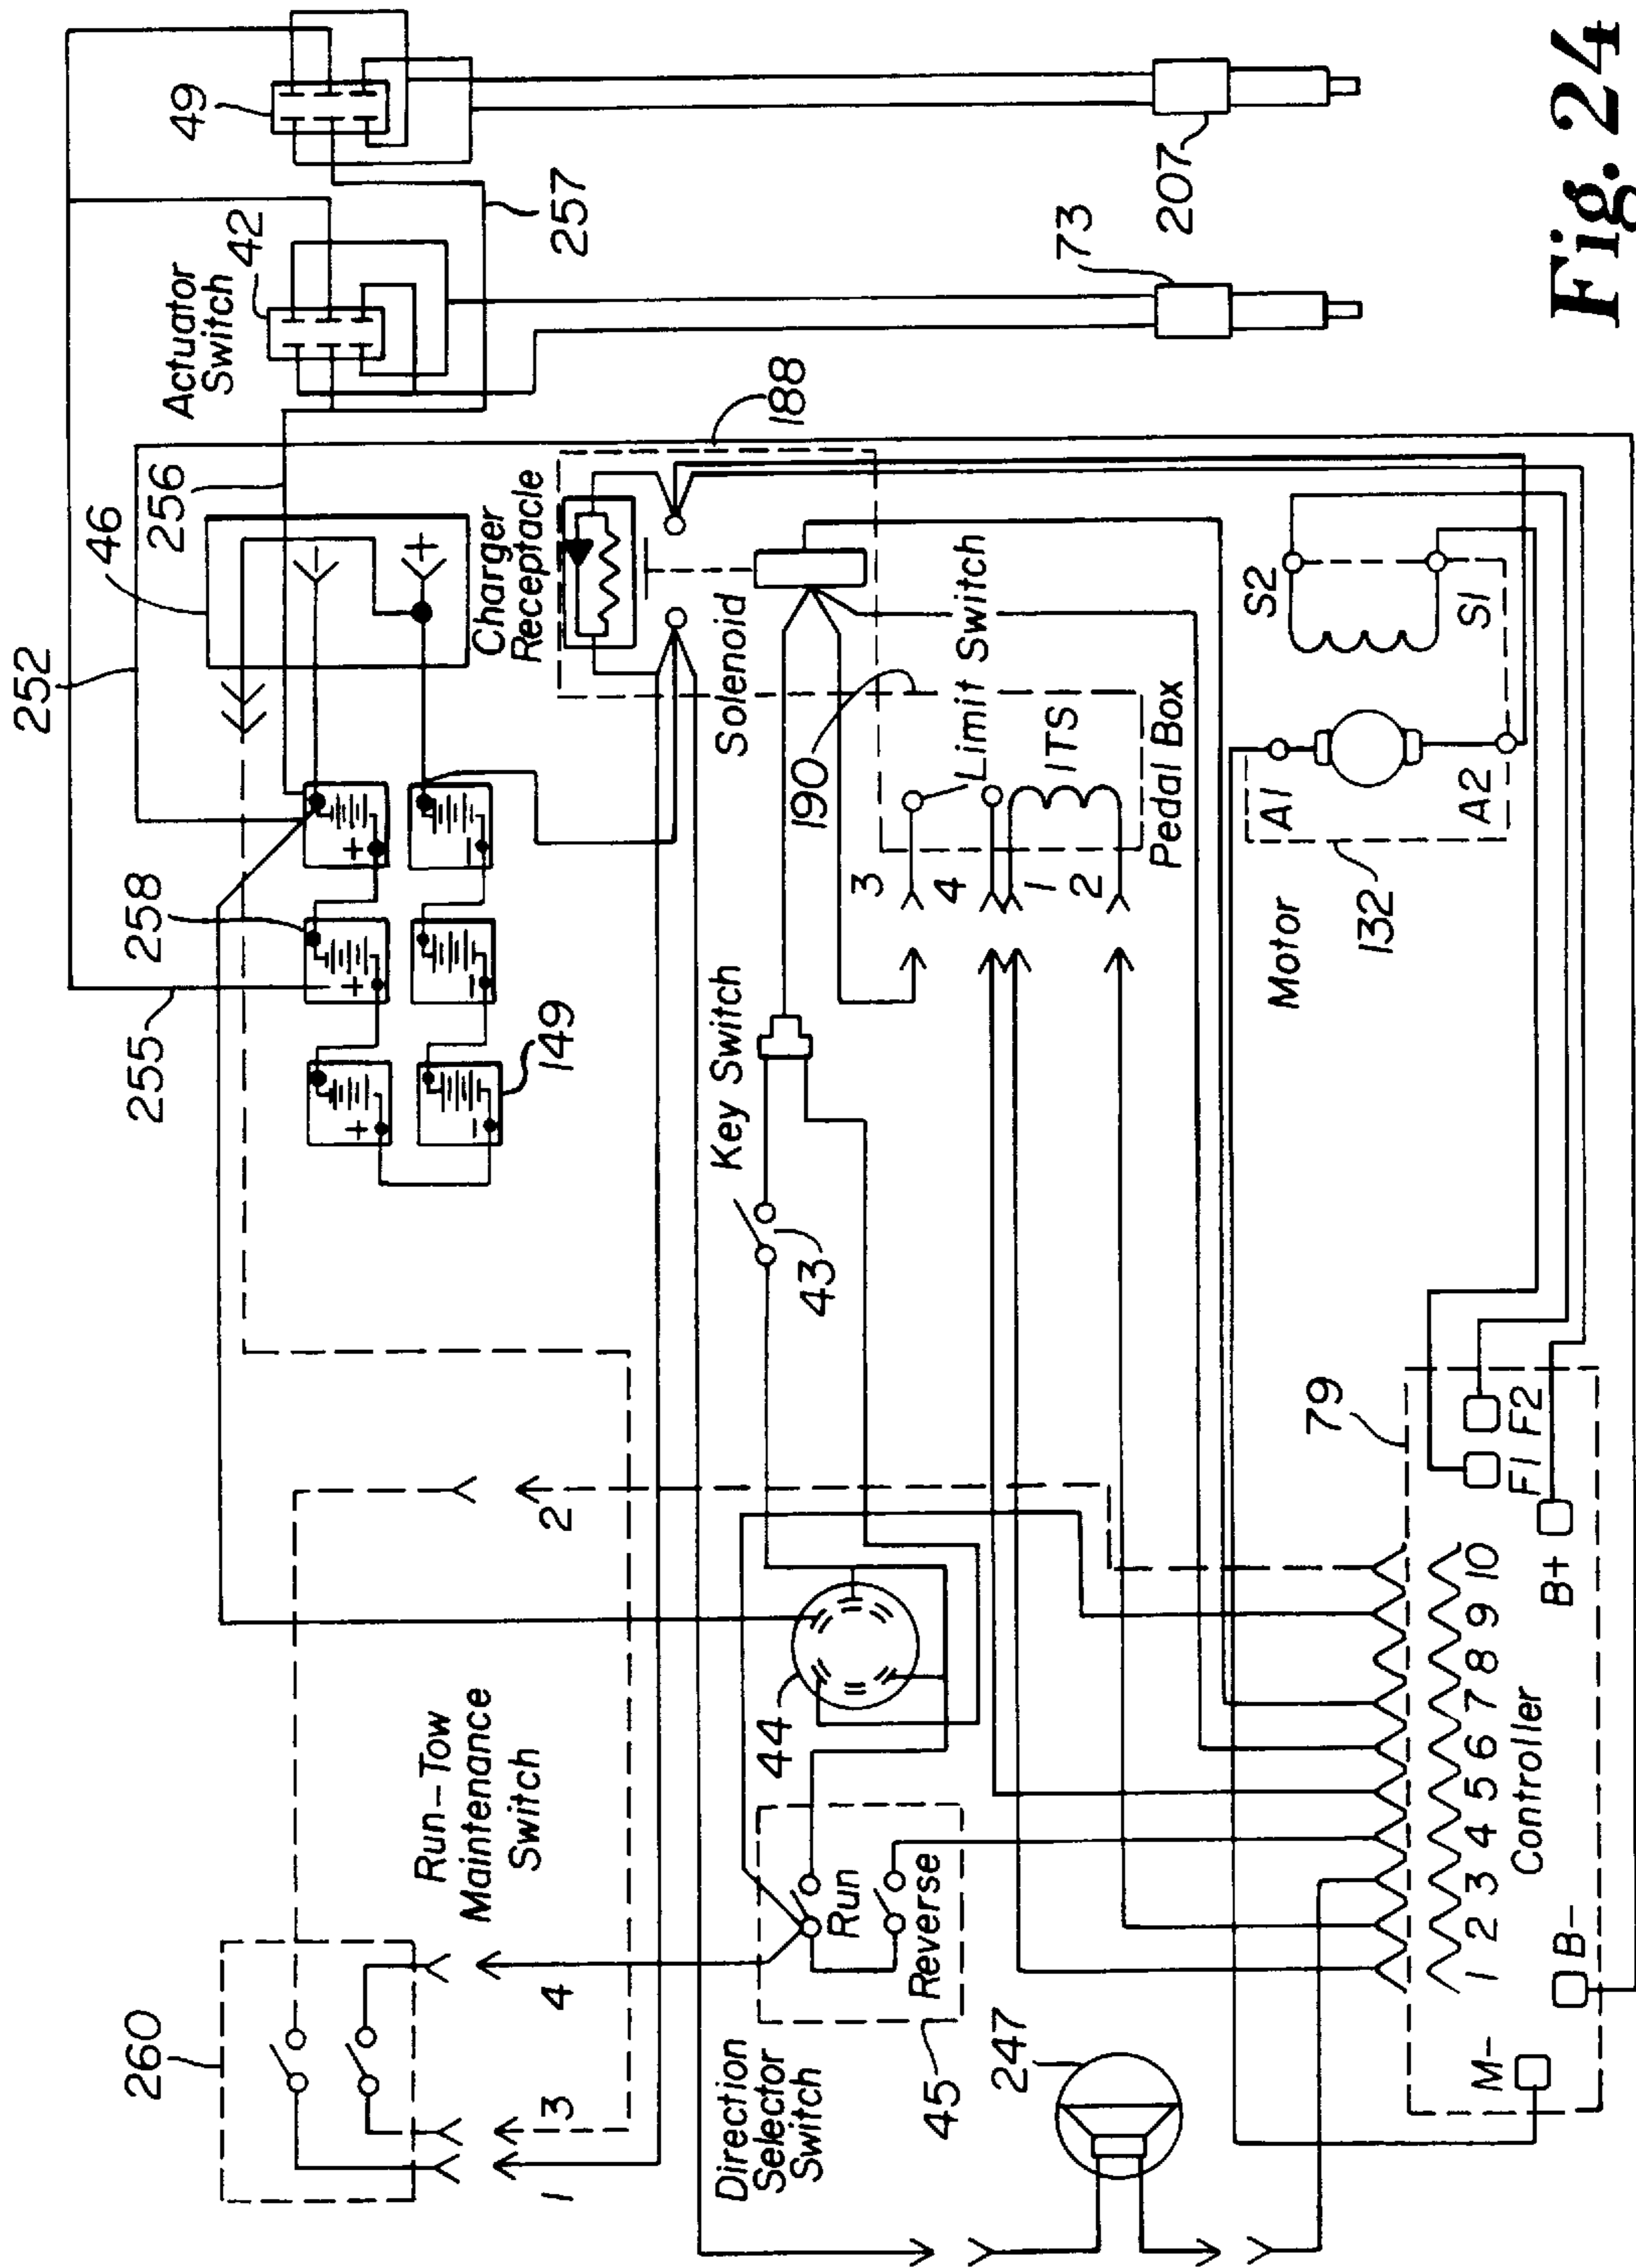 252
46
256
Actuator
Switch
42
49
257
255
258
149
-
+
+
+
+
-
-
-
Charger
Receptacle
188
207
73
260
Run-Tow
Maintenance
Switch
1
3
4
2
Key Switch
43
Solenoid
190
Limit Switch
ITS
3
4
1
2
Pedal Box
Direction
Selector
Switch
45
Run
Reverse
44
247
Motor
132
A1
A2
S2
S1
79
M-
B-
1 2 3 4 5 6 7 8 9 10
Controller
B+
F1 F2
Fig. 24